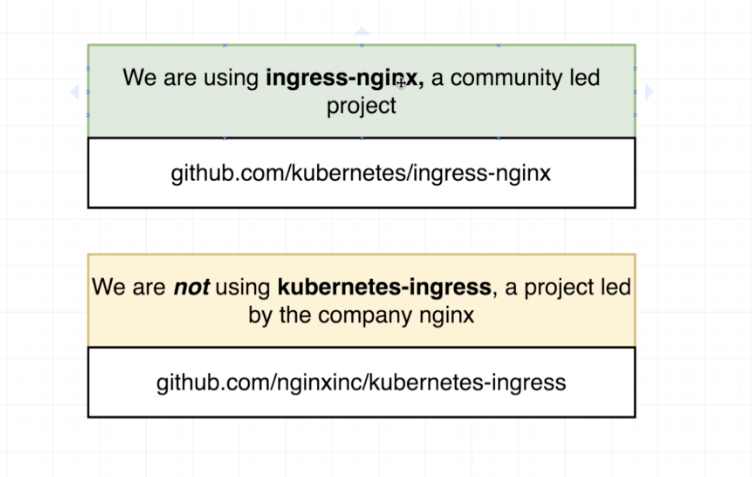 We are using ingress-nginx, a community led
project
github.com/kubernetes/ingress-nginx
We are not using kubernetes-ingress, a project led
by the company nginx
github.com/nginxinc/kubernetes-ingress